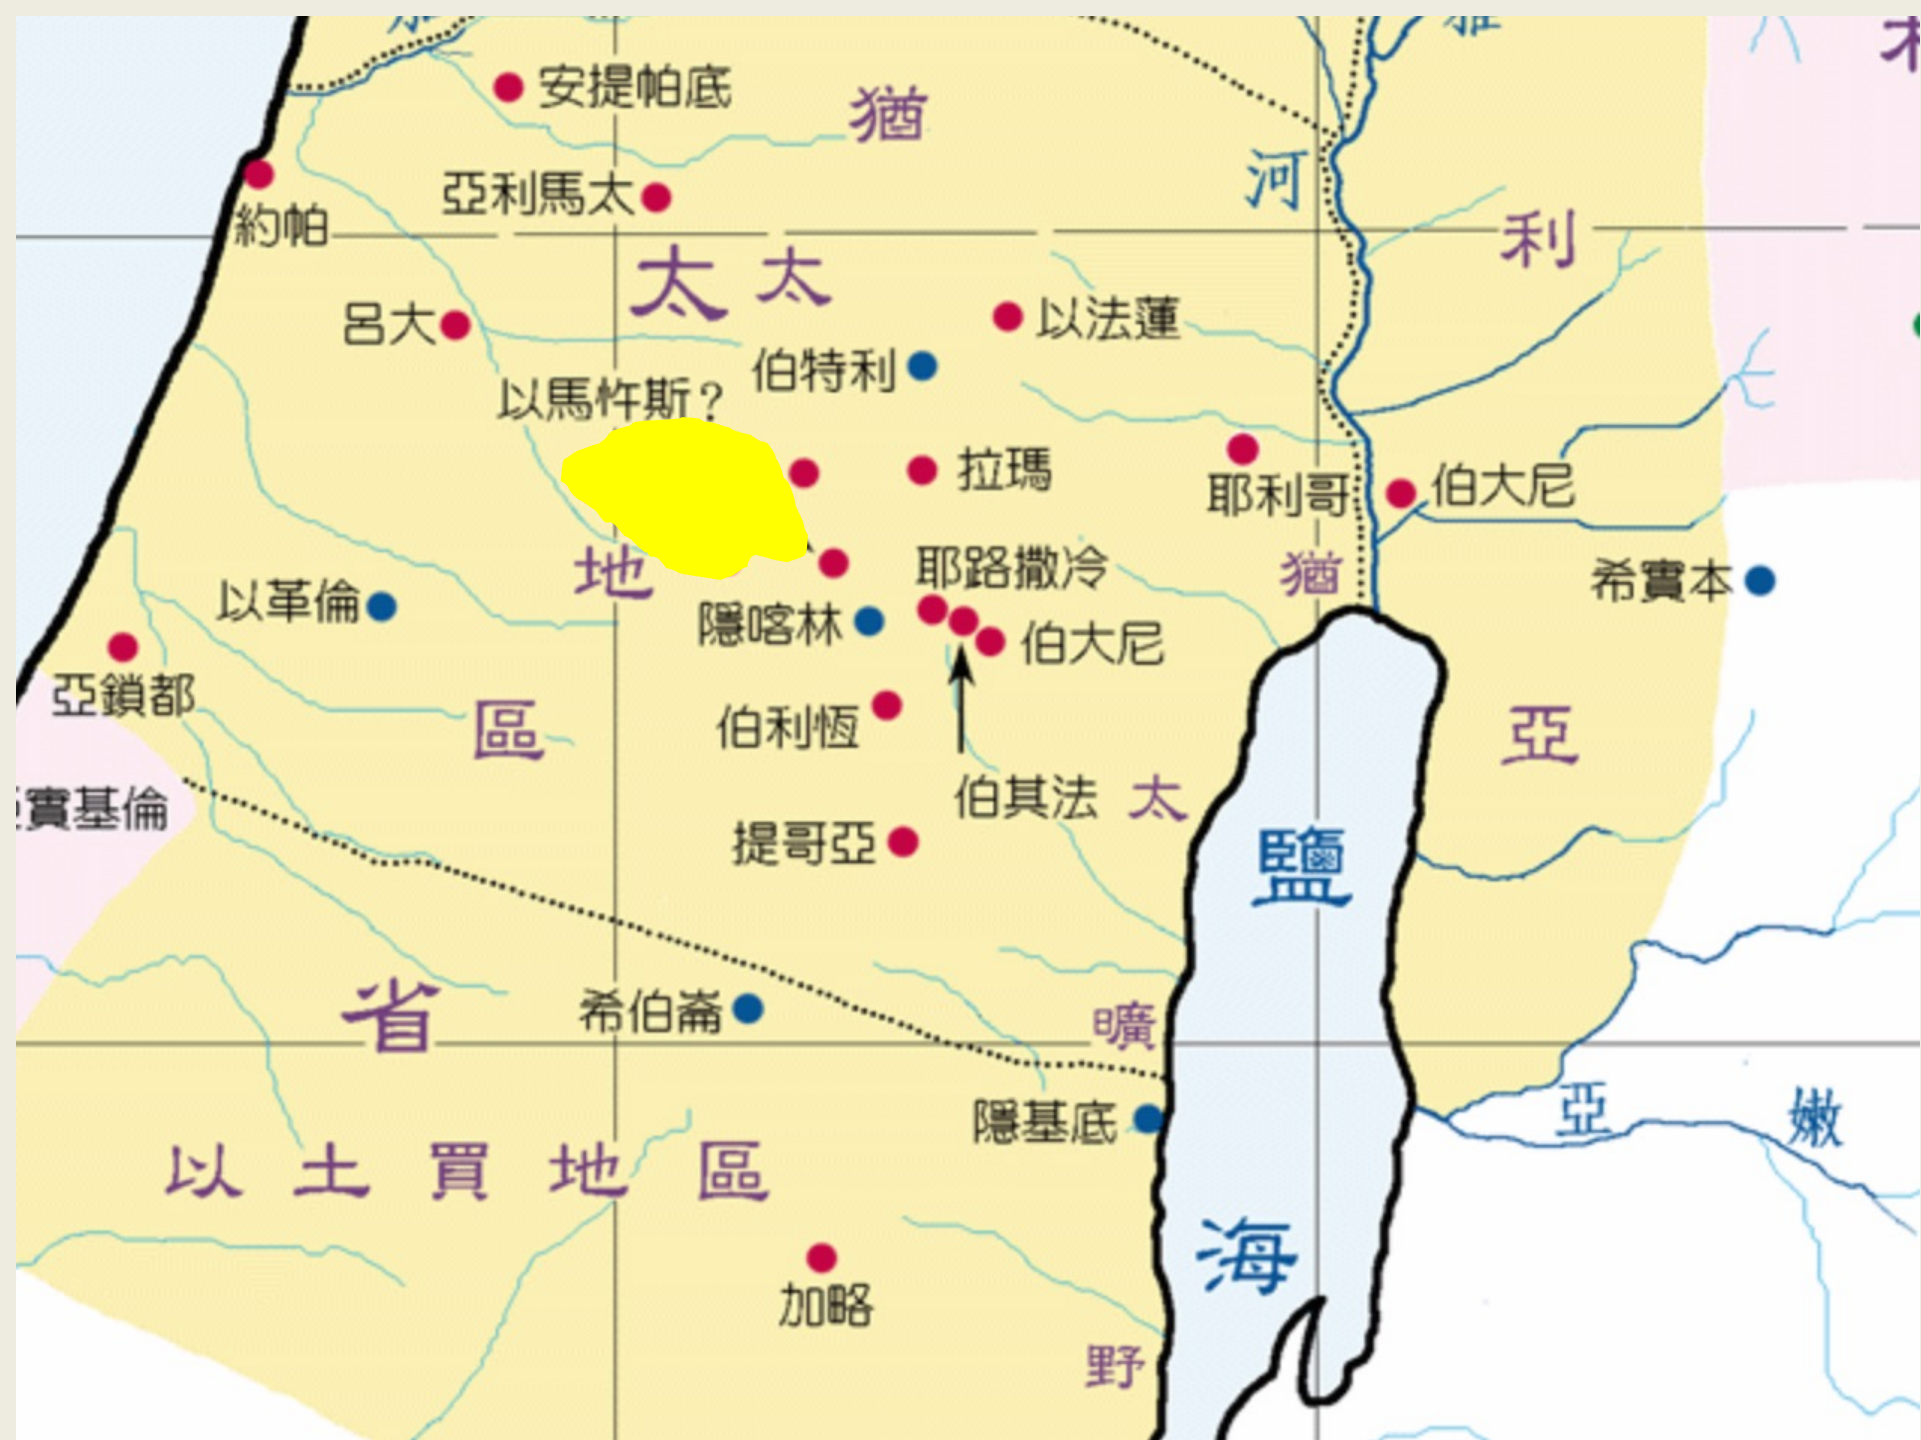 安提帕底
猶
河
亞利馬太
約帕
利
太 太
呂大
以法蓮
伯特利
以馬忤斯？
拉瑪
耶利哥
伯大尼
地
耶路撒冷
猶
希實本
以革倫
隱喀林
伯大尼
亞鎖都
伯利恆
區
亞
實基倫
伯其法
太
提哥亞
鹽
省
希伯崙
曠
隱基底
亞
嫩
以土買地區
海
加略
野